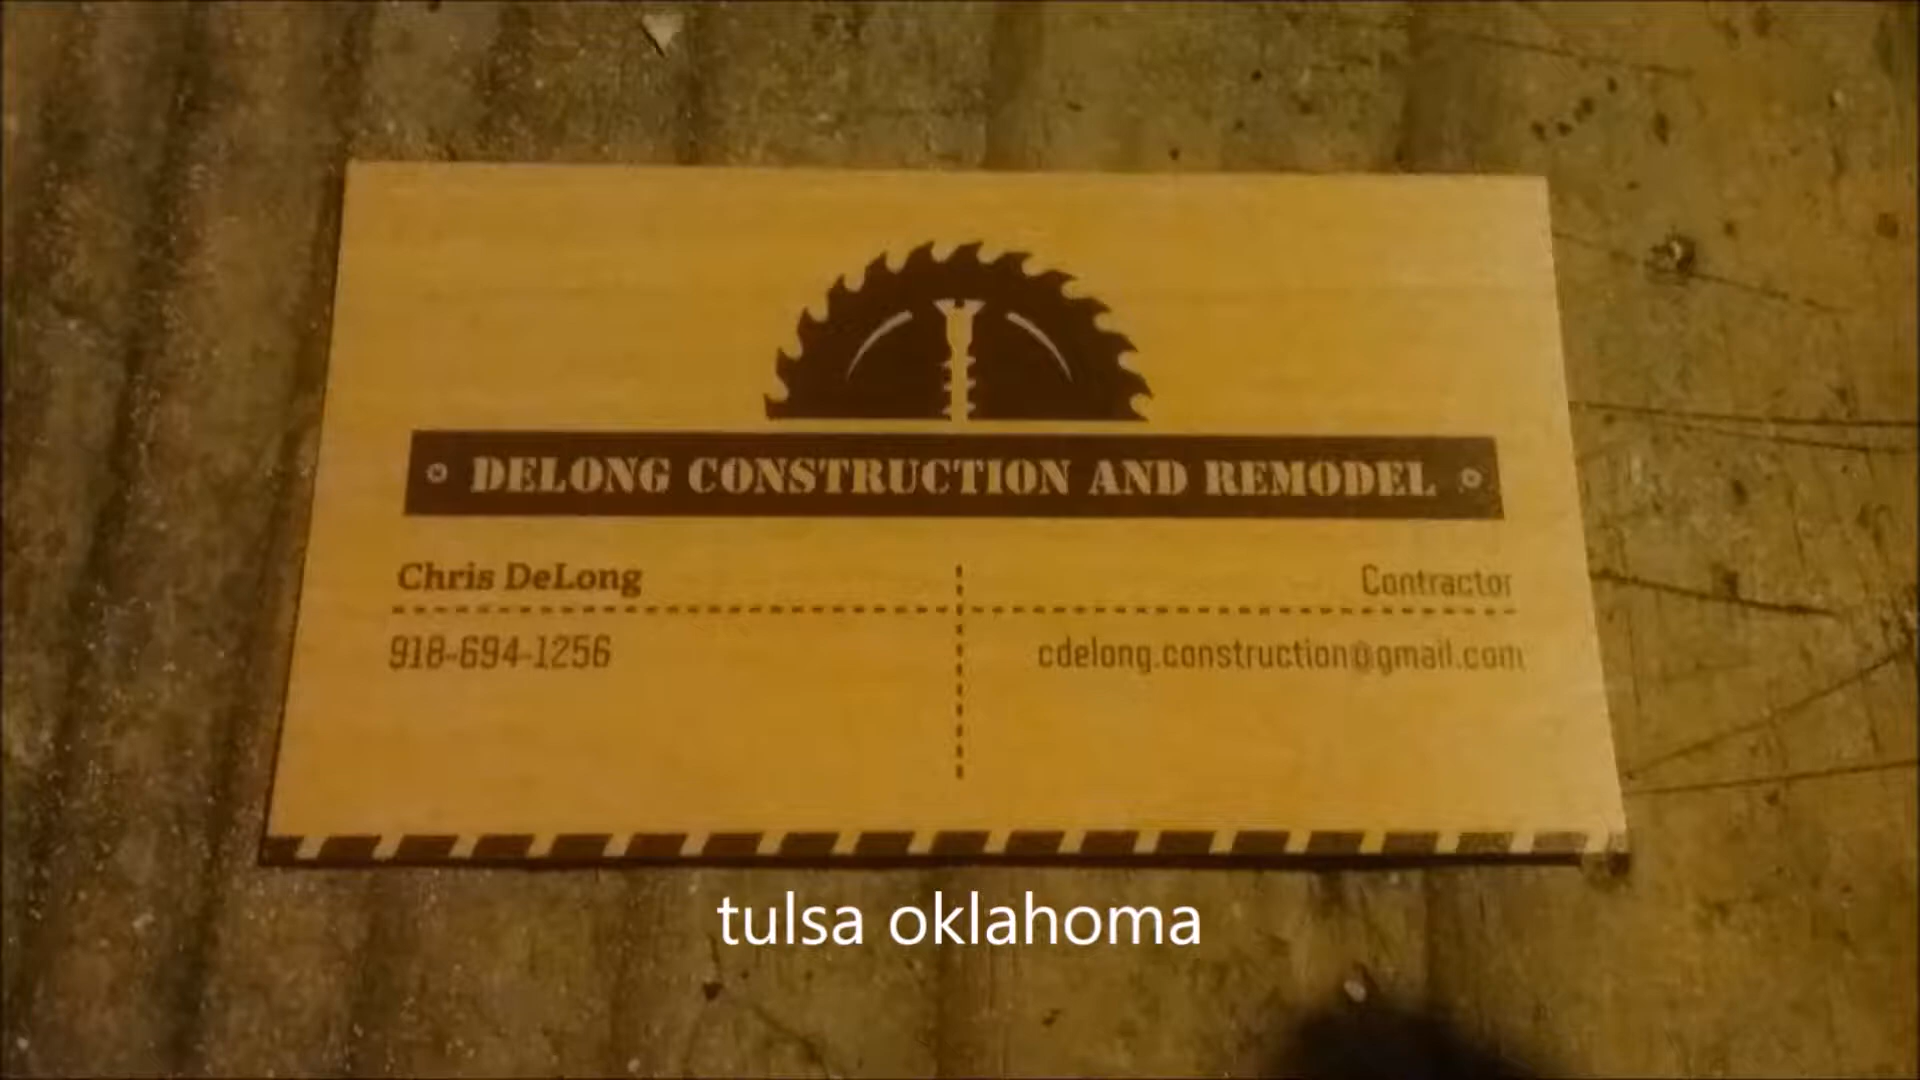 DELONG CONSTRUCTION AND REMODEL
Chris DeLong
Contractor
918-694-1256
cdelong.construction@gmail.com
tulsa oklahoma